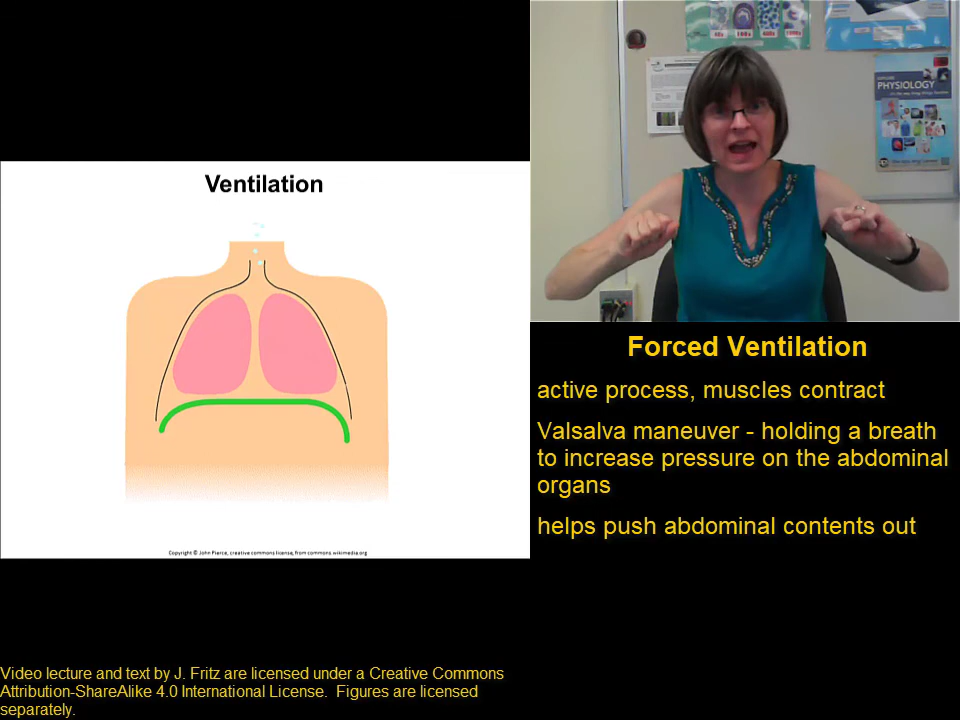 Ventilation
Copyright © John Pierce, creative commons license, from commons.wikimedia.org
PHYSIOLOGY
Forced Ventilation
active process, muscles contract
Valsalva maneuver - holding a breath
to increase pressure on the abdominal
organs
helps push abdominal contents out
Video lecture and text by J. Fritz are licensed under a Creative Commons
Attribution-ShareAlike 4.0 International License.  Figures are licensed
separately.